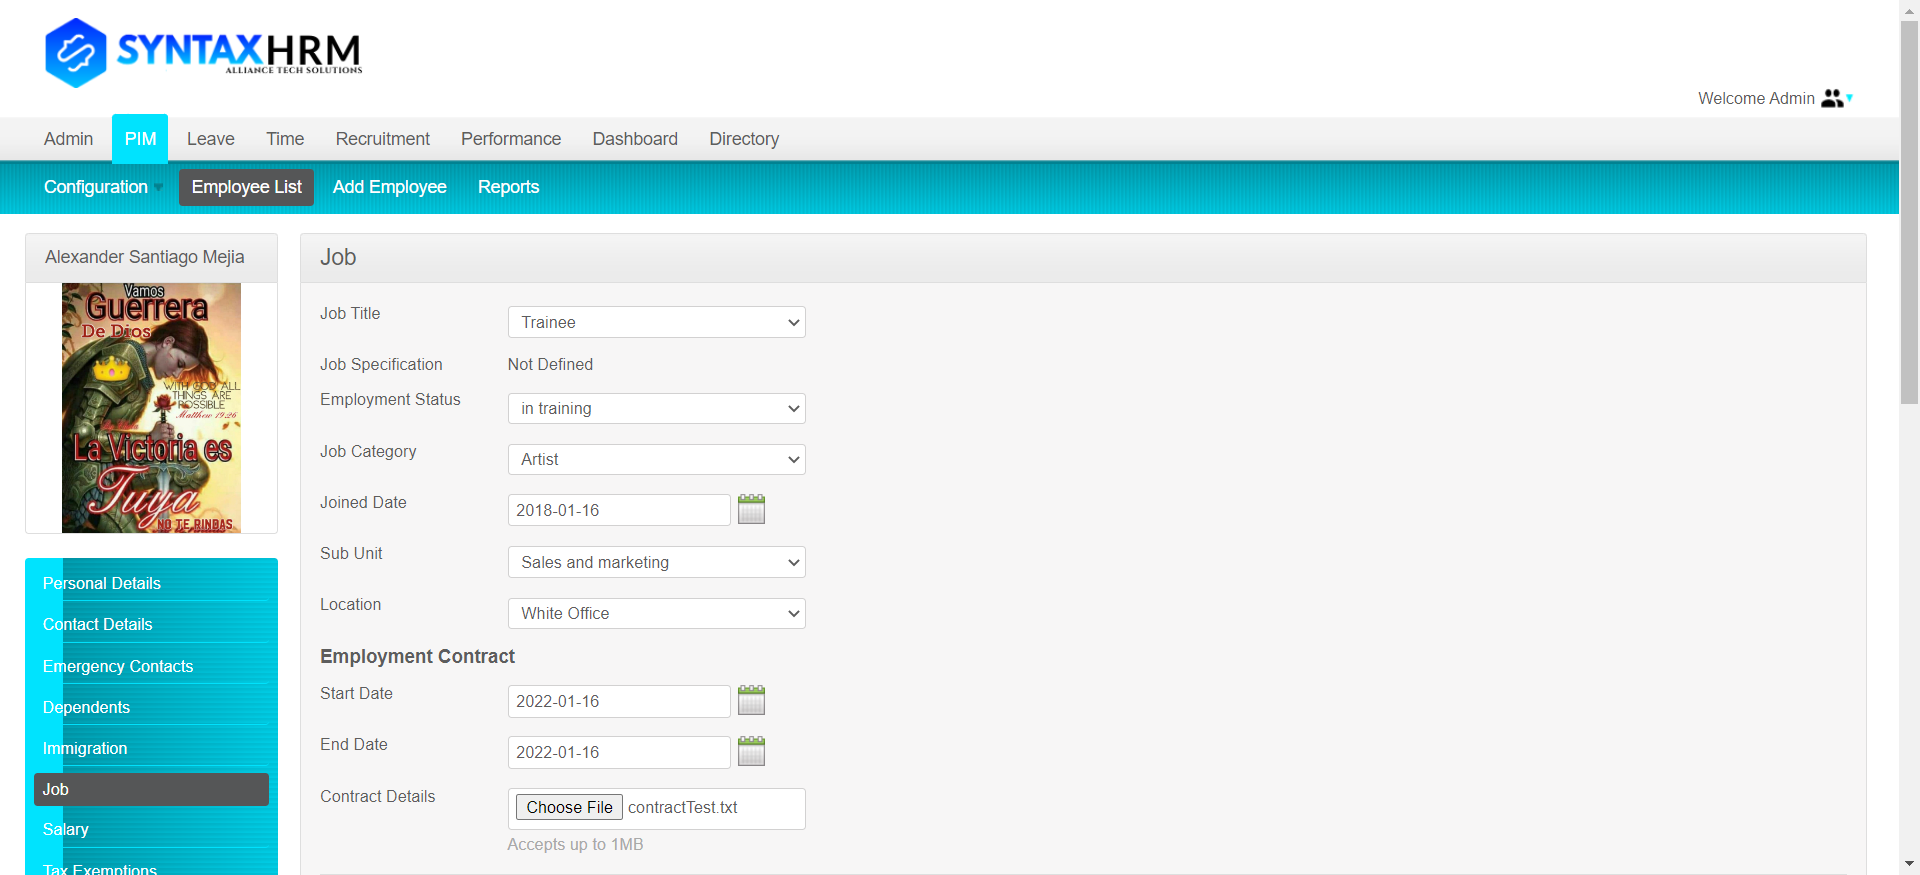 SYNTAXHRM
ALLIANCE TECH SOLUTIONS
Welcome Admin
Admin PIM Leave Time Recruitment Performance Dashboard Directory
Configuration Employee List Add Employee Reports
Alexander Santiago Mejia
Vamos
Guerrera
De Dios
WITH GOD ALL
THINGS ARE
POSSIBLE
Matthew 19:26
La Victoria es
Tuya
NO TE RINDAS
Personal Details
Contact Details
Emergency Contacts
Dependents
Immigration
Job
Salary
Tax Exemptions
Job
Job Title Trainee
Job Specification Not Defined
Employment Status in training
Job Category Artist
Joined Date 2018-01-16
Sub Unit Sales and marketing
Location White Office
Employment Contract
Start Date 2022-01-16
End Date 2022-01-16
Contract Details Choose File contractTest.txt
Accepts up to 1MB